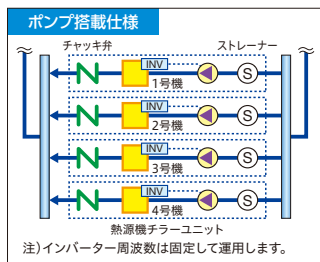 ポンプ搭載仕様
チャッキ弁
ストレーナー
INV
S
1号機
INV
S
2号機
INV
S
3号機
INV
S
4号機
熱源機チラーユニット
注)インバーター周波数は固定して運用します。